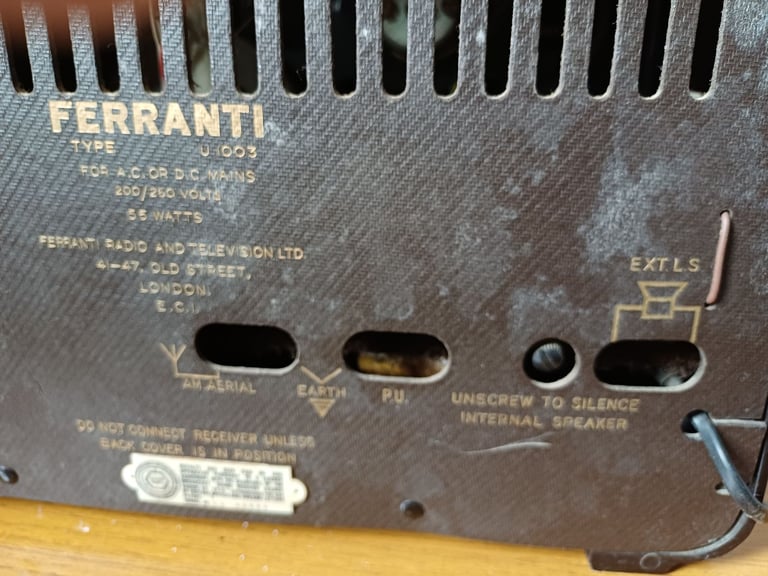 FERRANTI
TYPE U·1003
FOR A.C. OR D.C. MAINS
200/250 VOLTS
55 WATTS
FERRANTI RADIO AND TELEVISION LTD.
41-47, OLD STREET,
LONDON.
E.C.1.
EXT. L.S
AM AERIAL
EARTH
P.U.
UNSCREW TO SILENCE
INTERNAL SPEAKER
DO NOT CONNECT RECEIVER UNLESS
BACK COVER IS IN POSITION